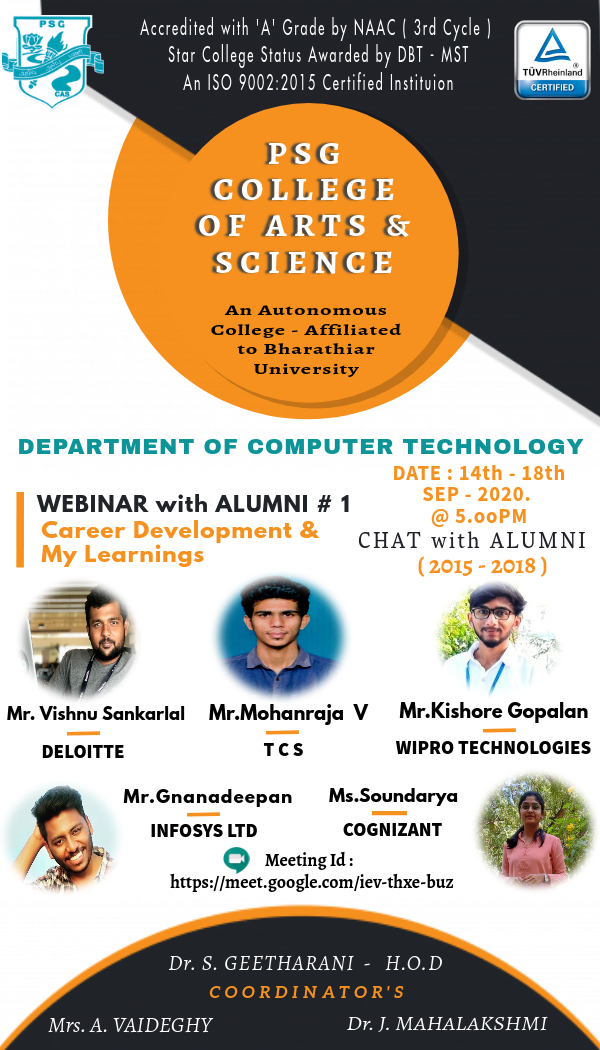 PSG
CAS
Accredited with 'A' Grade by NAAC ( 3rd Cycle )
Star College Status Awarded by DBT - MST
An ISO 9002:2015 Certified Instituion
TÜVRheinland®
CERTIFIED
PSG
COLLEGE
OF ARTS &
SCIENCE
An Autonomous
College - Affiliated
to Bharathiar
University
DEPARTMENT OF COMPUTER TECHNOLOGY
DATE : 14th - 18th
SEP - 2020.
@ 5.ooPM
WEBINAR with ALUMNI # 1
Career Development &
My Learnings
CHAT with ALUMNI
( 2015 - 2018 )
Mr. Vishnu Sankarlal
DELOITTE
Mr.Mohanraja V
T C S
Mr.Kishore Gopalan
WIPRO TECHNOLOGIES
Mr.Gnanadeepan
INFOSYS LTD
Ms.Soundarya
COGNIZANT
Meeting Id :
https://meet.google.com/iev-thxe-buz
Dr. S. GEETHARANI - H.O.D
COORDINATOR'S
Mrs. A. VAIDEGHY
Dr. J. MAHALAKSHMI